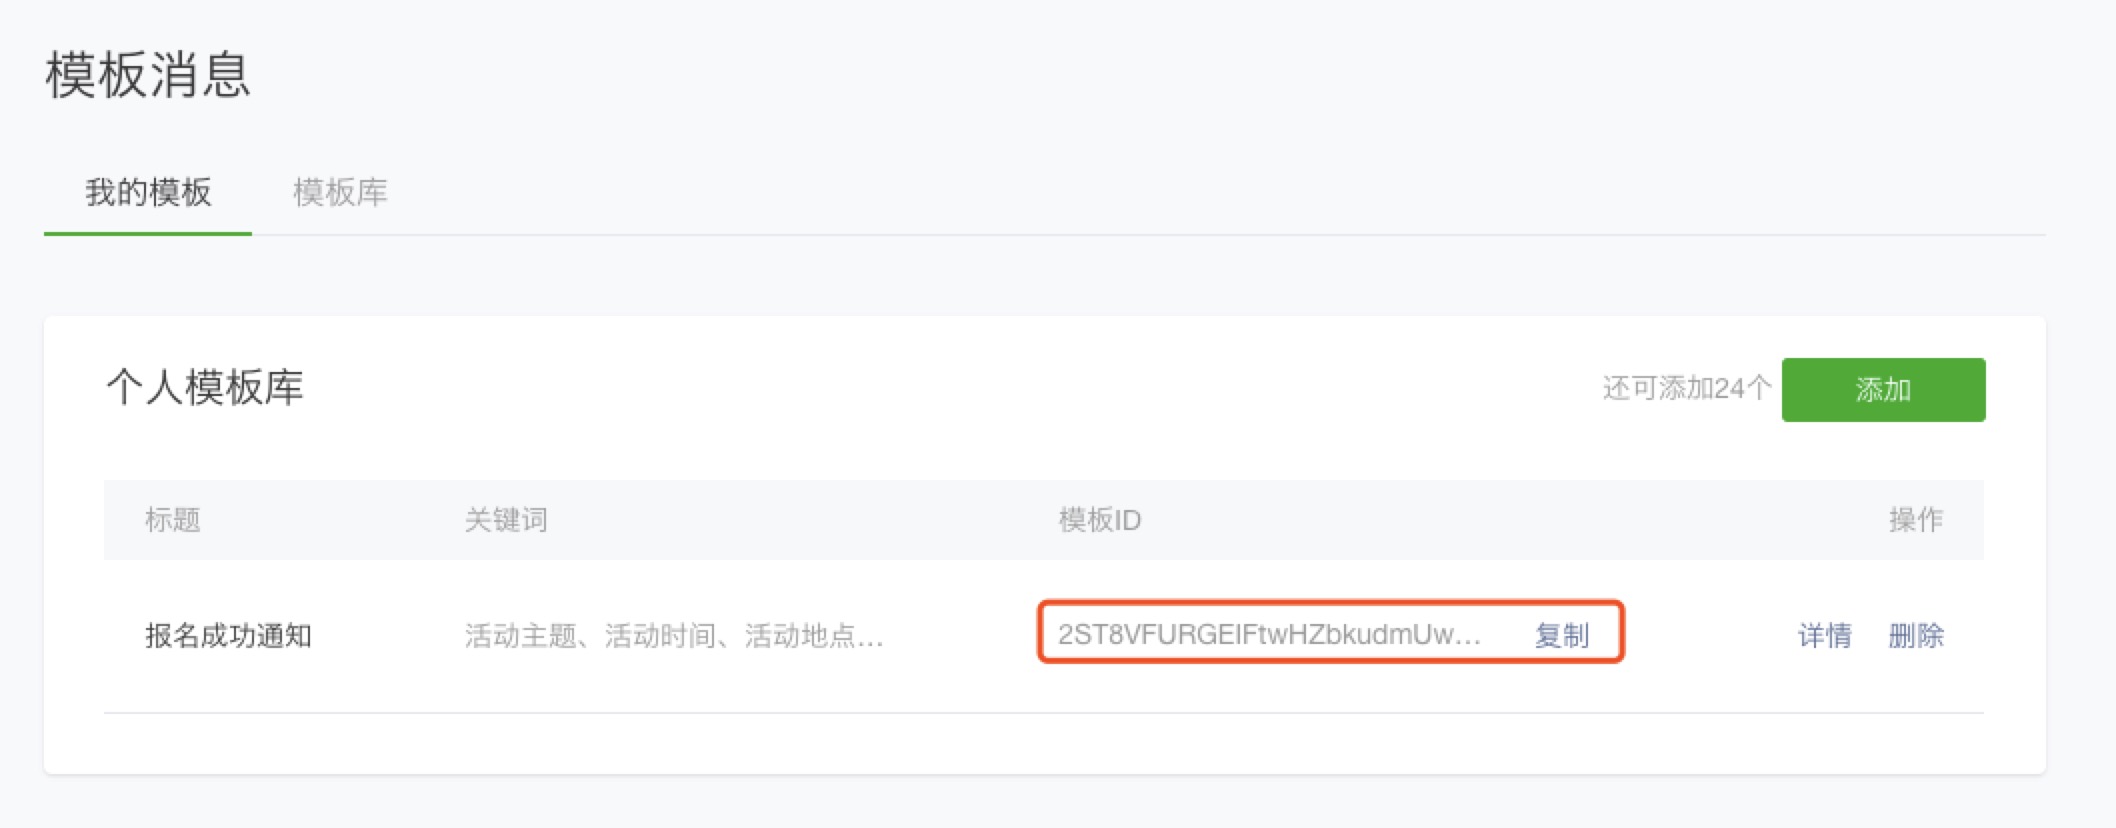 模板消息
我的模板 模板库
个人模板库 还可添加24个 添加
标题 关键词 模板ID 操作
报名成功通知 活动主题、活动时间、活动地点... 2ST8VFURGEIFtwHZbkudmUw... 复制 详情 删除